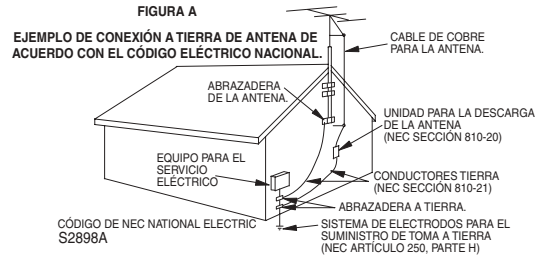 FIGURA A
EJEMPLO DE CONEXIÓN A TIERRA DE ANTENA DE
ACUERDO CON EL CÓDIGO ELÉCTRICO NACIONAL.
CABLE DE COBRE
PARA LA ANTENA.
ABRAZADERA
DE LA ANTENA.
UNIDAD PARA LA DESCARGA
DE LA ANTENA
(NEC SECCIÓN 810-20)
EQUIPO PARA EL
SERVICIO
ELÉCTRICO
CONDUCTORES TIERRA
(NEC SECCIÓN 810-21)
ABRAZADERA A TIERRA.
CÓDIGO DE NEC NATIONAL ELECTRIC
S2898A
SISTEMA DE ELECTRODOS PARA EL
SUMINISTRO DE TOMA A TIERRA
(NEC ARTÍCULO 250, PARTE H)